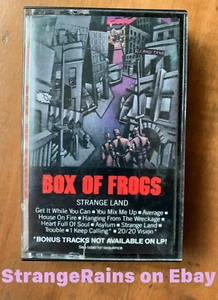 BOX OF FROGS
STRANGE LAND
Get It While You Can ▪ You Mix Me Up ▪ Average ▪
House On Fire ▪ Hanging From The Wreckage ▪
Heart Full Of Soul ▪ Asylum ▪ Strange Land ▪
Trouble ▪ I Keep Calling* ▪ 20/20 Vision*
*BONUS TRACKS NOT AVAILABLE ON LP!
StrangeRains on Ebay